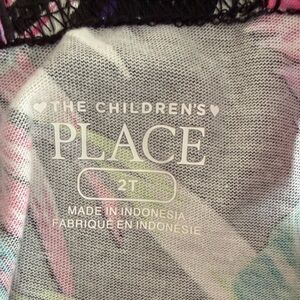 ♥THE CHILDREN'S♥
PLACE
2T
MADE IN INDONESIA
FABRIQUÉ EN INDONÉSIE